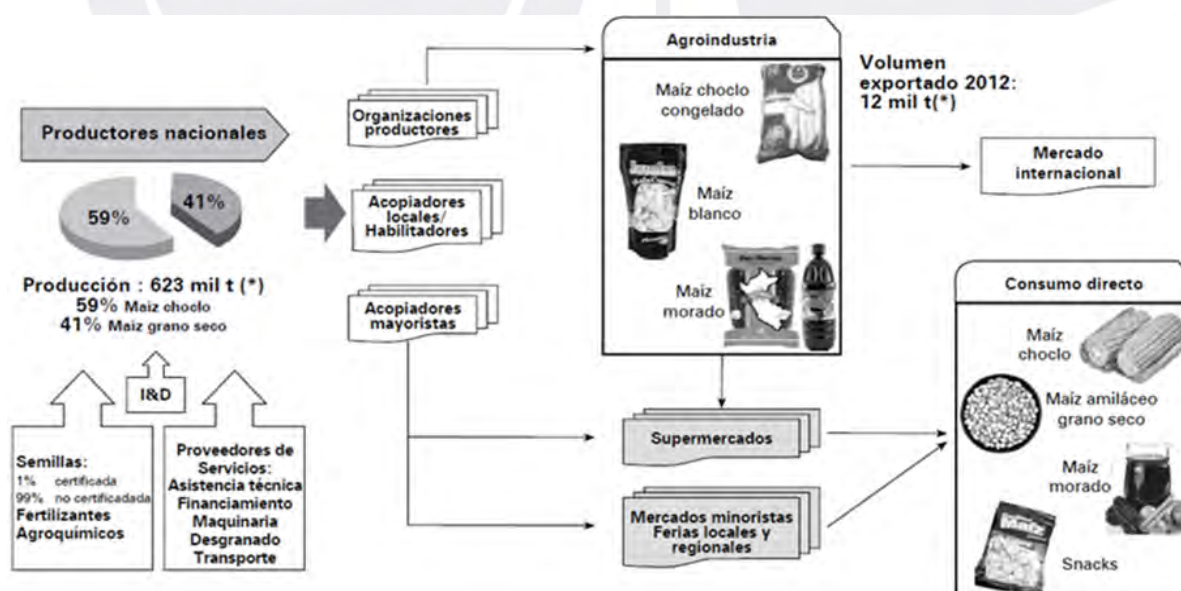 Productores nacionales
59%
41%
Producción : 623 mil t (*)
59% Maiz choclo
41% Maiz grano seco
I&D
Semillas:
1% certificada
99% no certificadada
Fertilizantes
Agroquímicos
Proveedores de
Servicios:
Asistencia técnica
Financiamiento
Maquinaria
Desgranado
Transporte
Organizaciones
productores
Acopiadores
locales/
Habilitadores
Acopiadores
mayoristas
Agroindustria
Maíz choclo
congelado
Maíz
blanco
Maíz
morado
Volumen
exportado 2012:
12 mil t(*)
Mercado
internacional
Supermercados
Mercados minoristas
Ferias locales y
regionales
Consumo directo
Maíz
choclo
Maíz amiláceo
grano seco
Maíz
morado
Maíz
Snacks